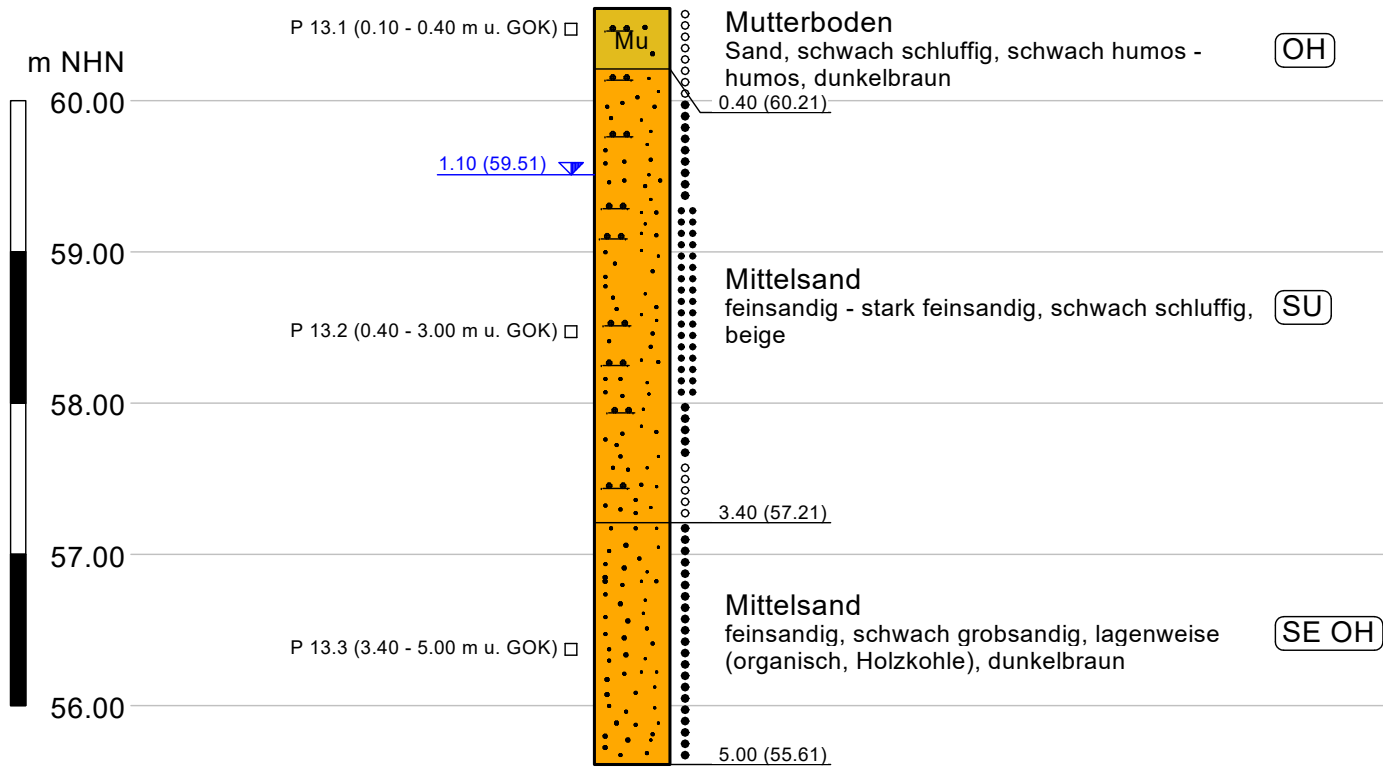 P 13.1 (0.10 - 0.40 m u. GOK)
Mu
Mutterboden
Sand, schwach schluffig, schwach humos -
humos, dunkelbraun
OH
m NHN
60.00
0.40 (60.21)
1.10 (59.51)
59.00
Mittelsand
feinsandig - stark feinsandig, schwach schluffig,
beige
SU
P 13.2 (0.40 - 3.00 m u. GOK)
58.00
3.40 (57.21)
57.00
Mittelsand
feinsandig, schwach grobsandig, lagenweise
(organisch, Holzkohle), dunkelbraun
SE OH
P 13.3 (3.40 - 5.00 m u. GOK)
56.00
5.00 (55.61)